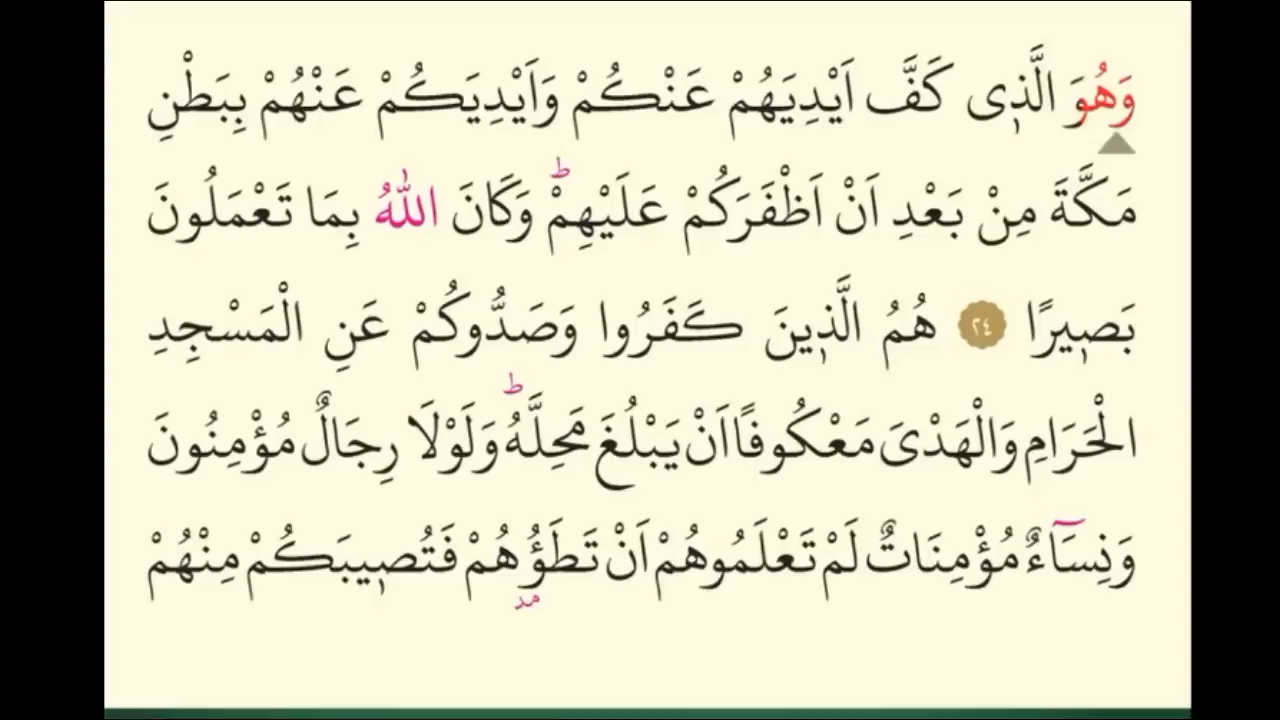 وَهُوَ الَّذ۪ى كَفَّ اَيْدِيَهُمْ عَنْكُمْ وَاَيْدِيَكُمْ عَنْهُمْ بِبَطْنِ
مَكَّةَ مِنْ بَعْدِ اَنْ اَظْفَرَكُمْ عَلَيْهِمْۜ وَكَانَ اللّٰهُ بِمَا تَعْمَلُونَ
بَص۪يرًا ٢٤ هُمُ الَّذ۪ينَ كَفَرُوا وَصَدُّوكُمْ عَنِ الْمَسْجِدِ
الْحَرَامِ وَالْهَدْىَ مَعْكُوفًا اَنْ يَبْلُغَ مَحِلَّهُۜ وَلَوْلَا رِجَالٌ مُؤْمِنُونَ
وَنِسَٓاءٌ مُؤْمِنَاتٌ لَمْ تَعْلَمُوهُمْ اَنْ تَطَؤُ۫هُمْ فَتُص۪يبَكُمْ مِنْهُمْ
مد